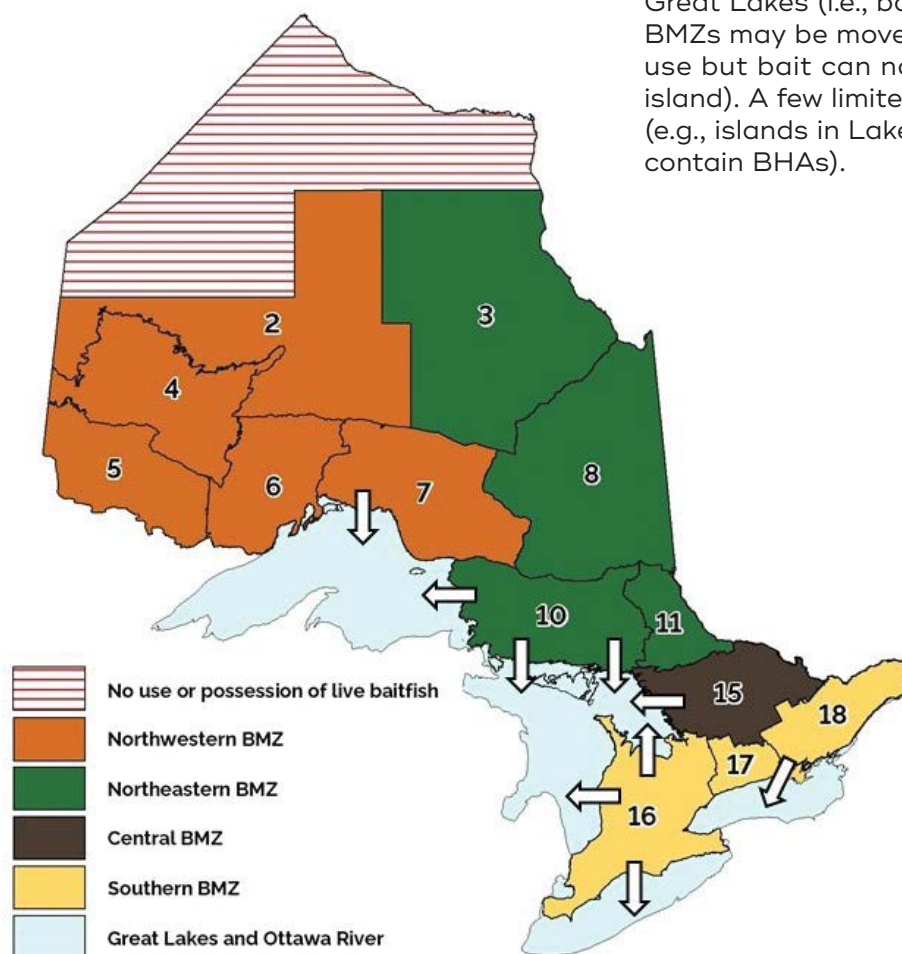 Great Lakes (i.e., ba
BMZs may be move
use but bait can no
island). A few limite
(e.g., islands in Lake
contain BHAs).
2
3
4
5
6
7
8
10
11
15
18
17
16
No use or possession of live baitfish
Northwestern BMZ
Northeastern BMZ
Central BMZ
Southern BMZ
Great Lakes and Ottawa River